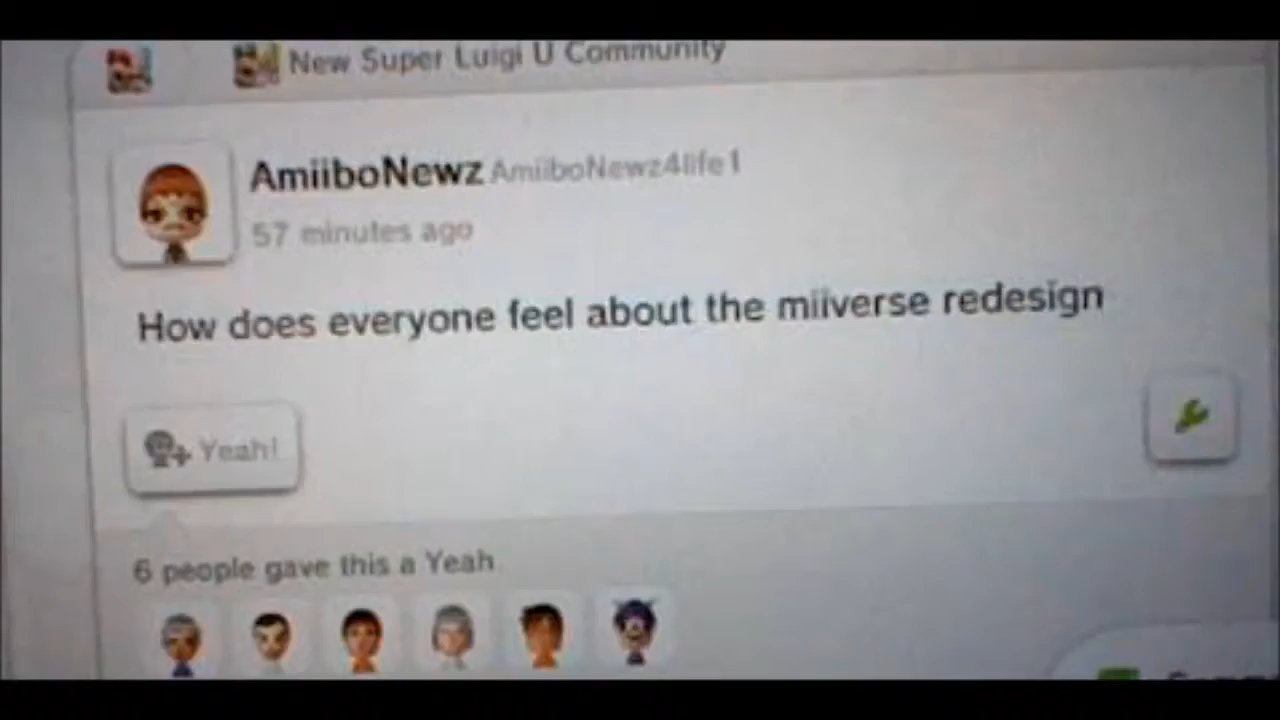 New Super Luigi U Community
AmiiboNewz AmiiboNewz4life1
57 minutes ago
How does everyone feel about the miiverse redesign
Yeah!
6 people gave this a Yeah